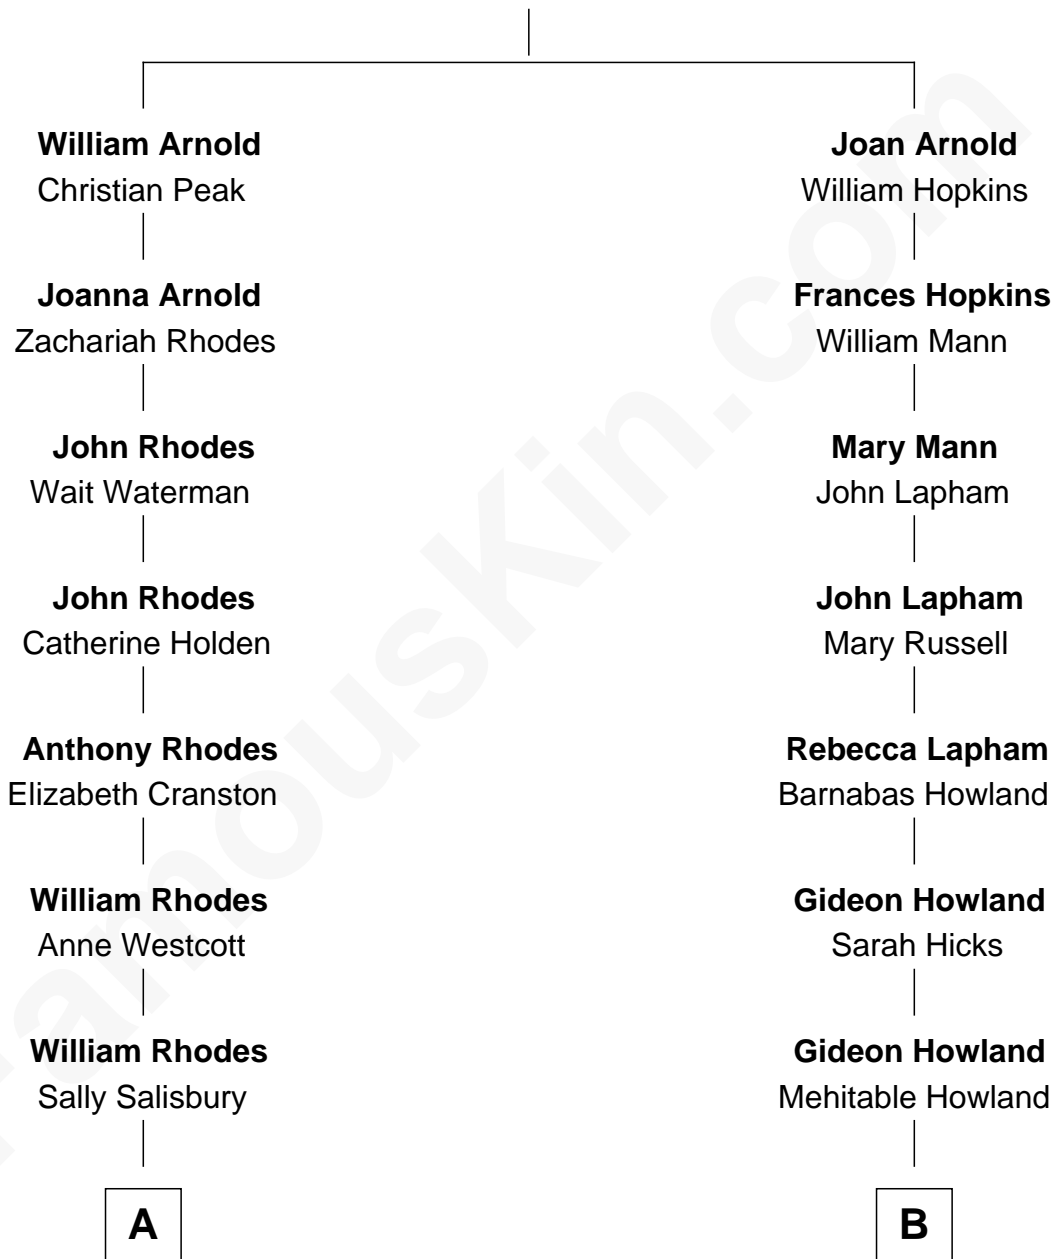 William Arnold
Christian Peak
Joan Arnold
William Hopkins
Joanna Arnold
Zachariah Rhodes
Frances Hopkins
William Mann
John Rhodes
Wait Waterman
Mary Mann
John Lapham
John Rhodes
Catherine Holden
John Lapham
Mary Russell
Anthony Rhodes
Elizabeth Cranston
Rebecca Lapham
Barnabas Howland
William Rhodes
Anne Westcott
Gideon Howland
Sarah Hicks
William Rhodes
Sally Salisbury
Gideon Howland
Mehitable Howland
A
B
FamousKin.com